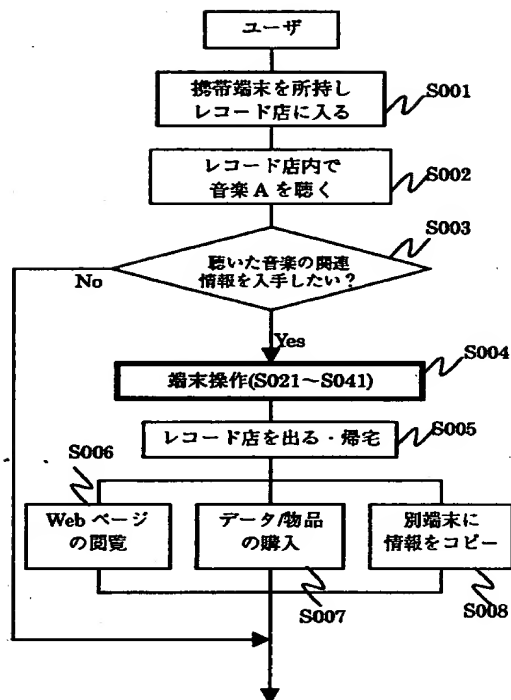 ユーザ
携帯端末を所持し
レコード店に入る
S001
レコード店内で
音楽 A を聴く
S002
S003
聴いた音楽の関連
情報を入手したい？
No
Yes
S004
端末操作(S021～S041)
レコード店を出る・帰宅
S005
S006
Web ページ
の閲覧
データ/物品
の購入
別端末に
情報をコピー
S007
S008